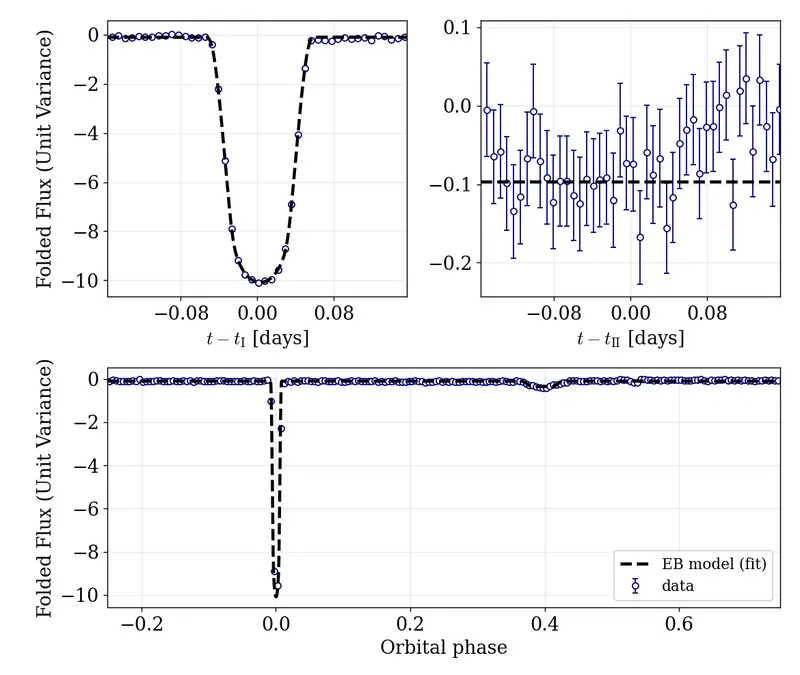 Folded Flux (Unit Variance)
0
−2
−4
−6
−8
−10
−0.08 0.00 0.08
t − tI [days]
0.1
0.0
−0.1
−0.2
−0.08 0.00 0.08
t − tII [days]
Folded Flux (Unit Variance)
0
−2
−4
−6
−8
−10
−0.2 0.0 0.2 0.4 0.6
Orbital phase
EB model (fit)
data